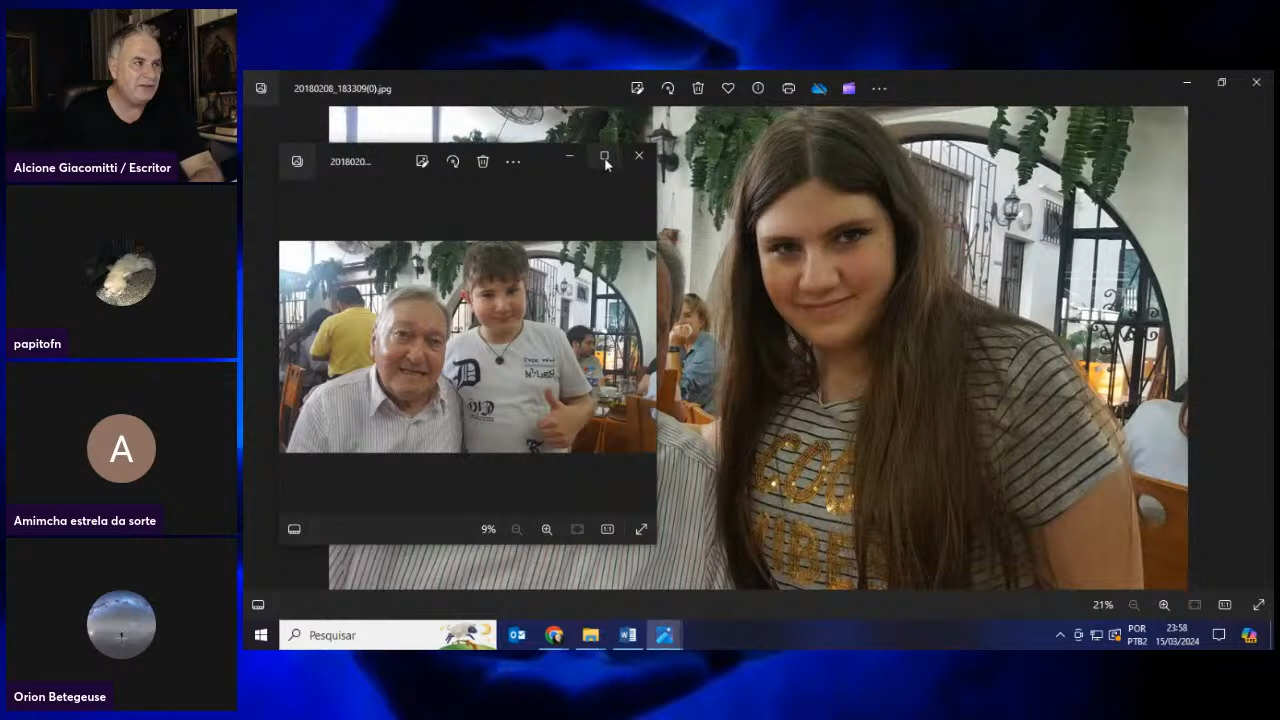 Alcione Giacomitti / Escritor
papitofn
A
Amimcha estrela da sorte
Orion Betegeuse
20180208_183309(0).jpg
2018020...
9%
21%
Pesquisar
POR
PTB2
23:58
15/03/2024